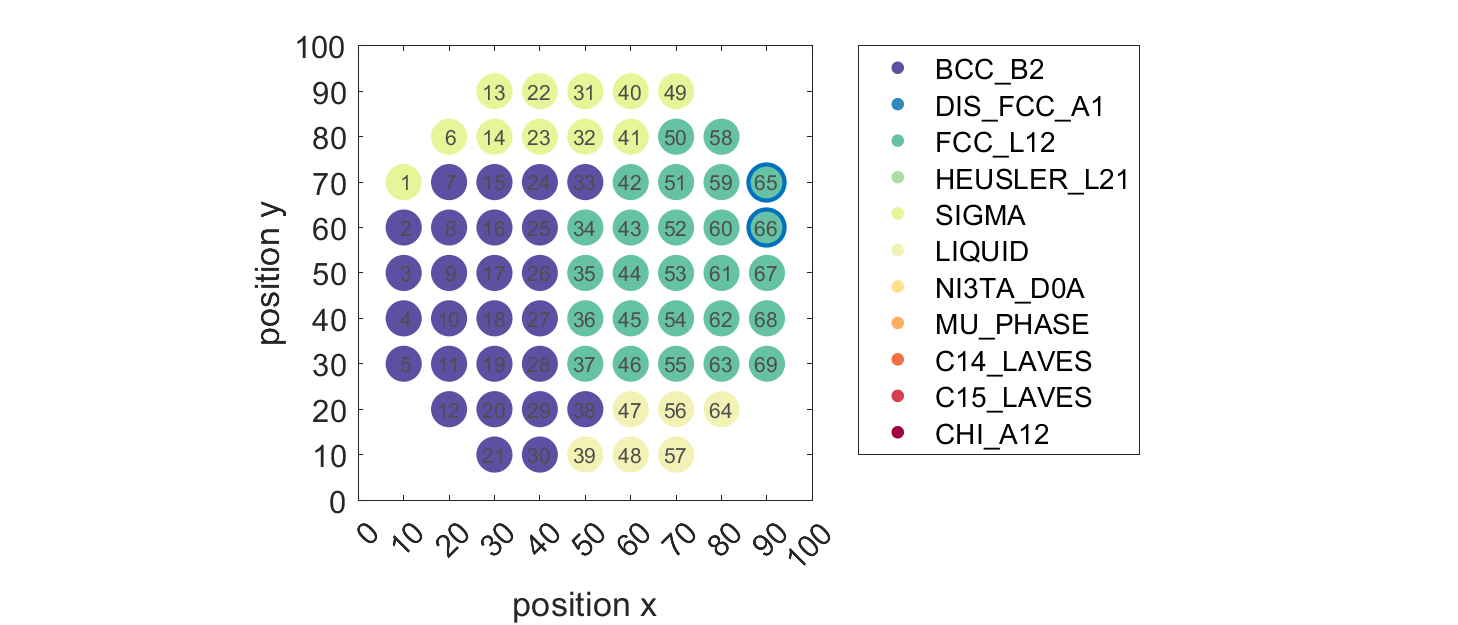 100
90
80
70
60
50
40
30
20
10
0
position y
13 22 31 40 49
6 14 23 32 41 50 58
1 7 15 24 33 42 51 59 65
2 8 16 25 34 43 52 60 66
3 9 17 26 35 44 53 61 67
4 10 18 27 36 45 54 62 68
5 11 19 28 37 46 55 63 69
12 20 29 38 47 56 64
21 30 39 48 57
0 10 20 30 40 50 60 70 80 90 100
position x
BCC_B2
DIS_FCC_A1
FCC_L12
HEUSLER_L21
SIGMA
LIQUID
NI3TA_D0A
MU_PHASE
C14_LAVES
C15_LAVES
CHI_A12